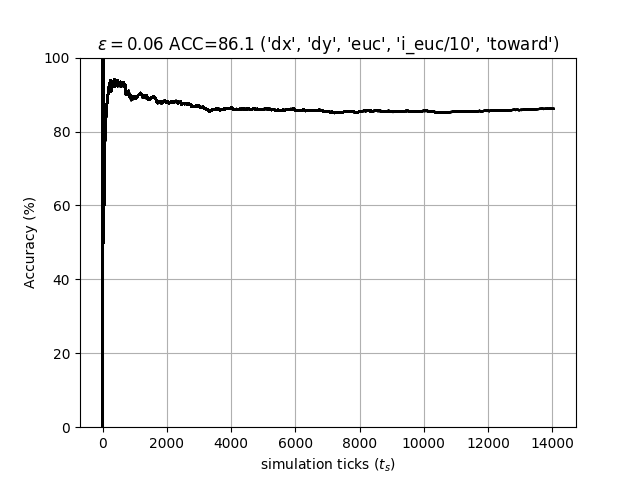 ε = 0.06 ACC=86.1 ('dx', 'dy', 'euc', 'i_euc/10', 'toward')
100
80
60
40
20
0
Accuracy (%)
0 2000 4000 6000 8000 10000 12000 14000
simulation ticks (tₛ)